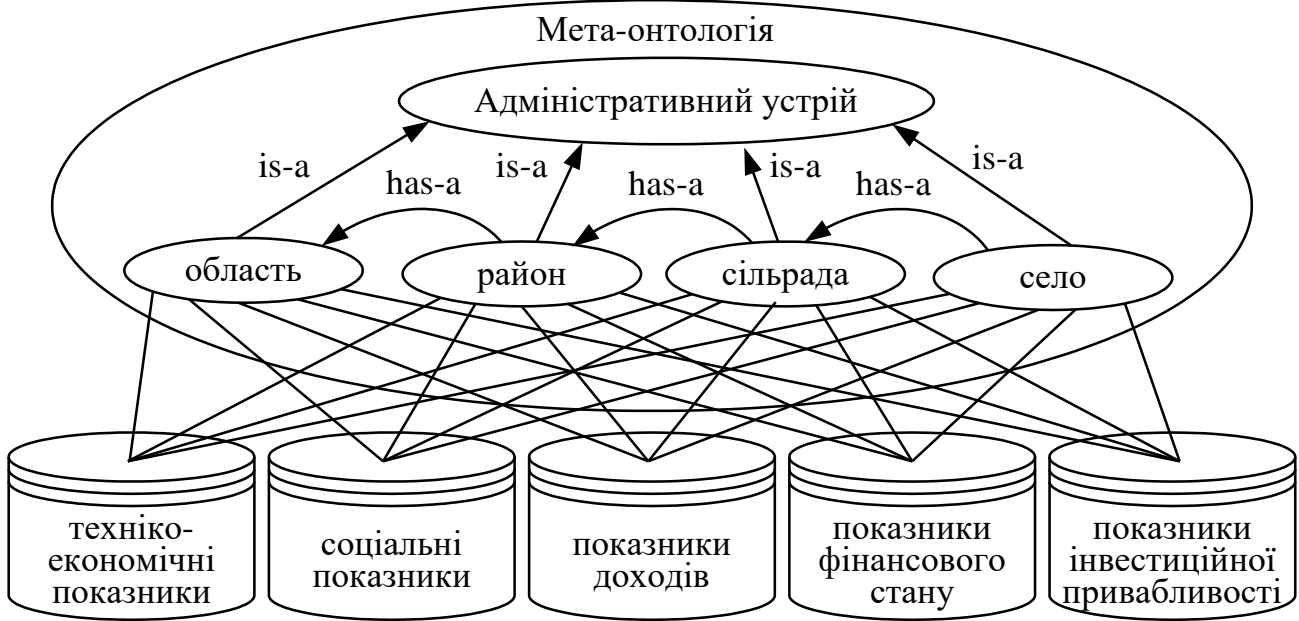 Мета-онтологія
Адміністративний устрій
is-a
is-a
is-a
is-a
has-a
has-a
has-a
область
район
сільрада
село
техніко-
економічні
показники
соціальні
показники
показники
доходів
показники
фінансового
стану
показники
інвестиційної
привабливості